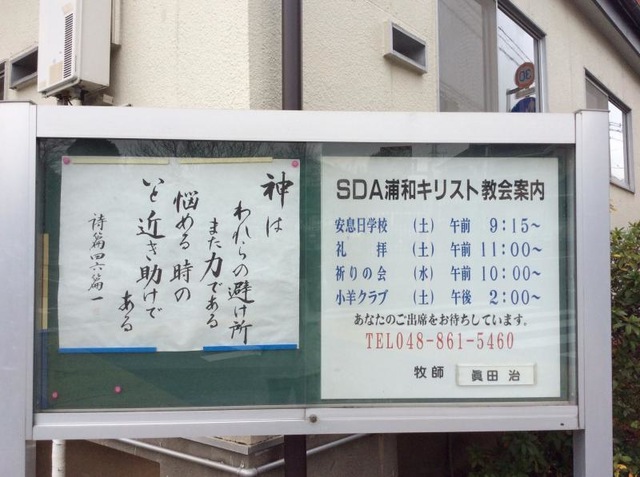 神は
われらの避け所
また力である
悩める時の
いと近き助けで
ある
詩篇四六篇一
SDA浦和キリスト教会案内
安息日学校 (土) 午前 9:15~
礼 拝 (土) 午前 11:00~
祈りの会 (水) 午前 10:00~
小羊クラブ (土) 午後 2:00~
あなたのご出席をお待ちしています。
TEL048-861-5460
牧師 眞田 治
30